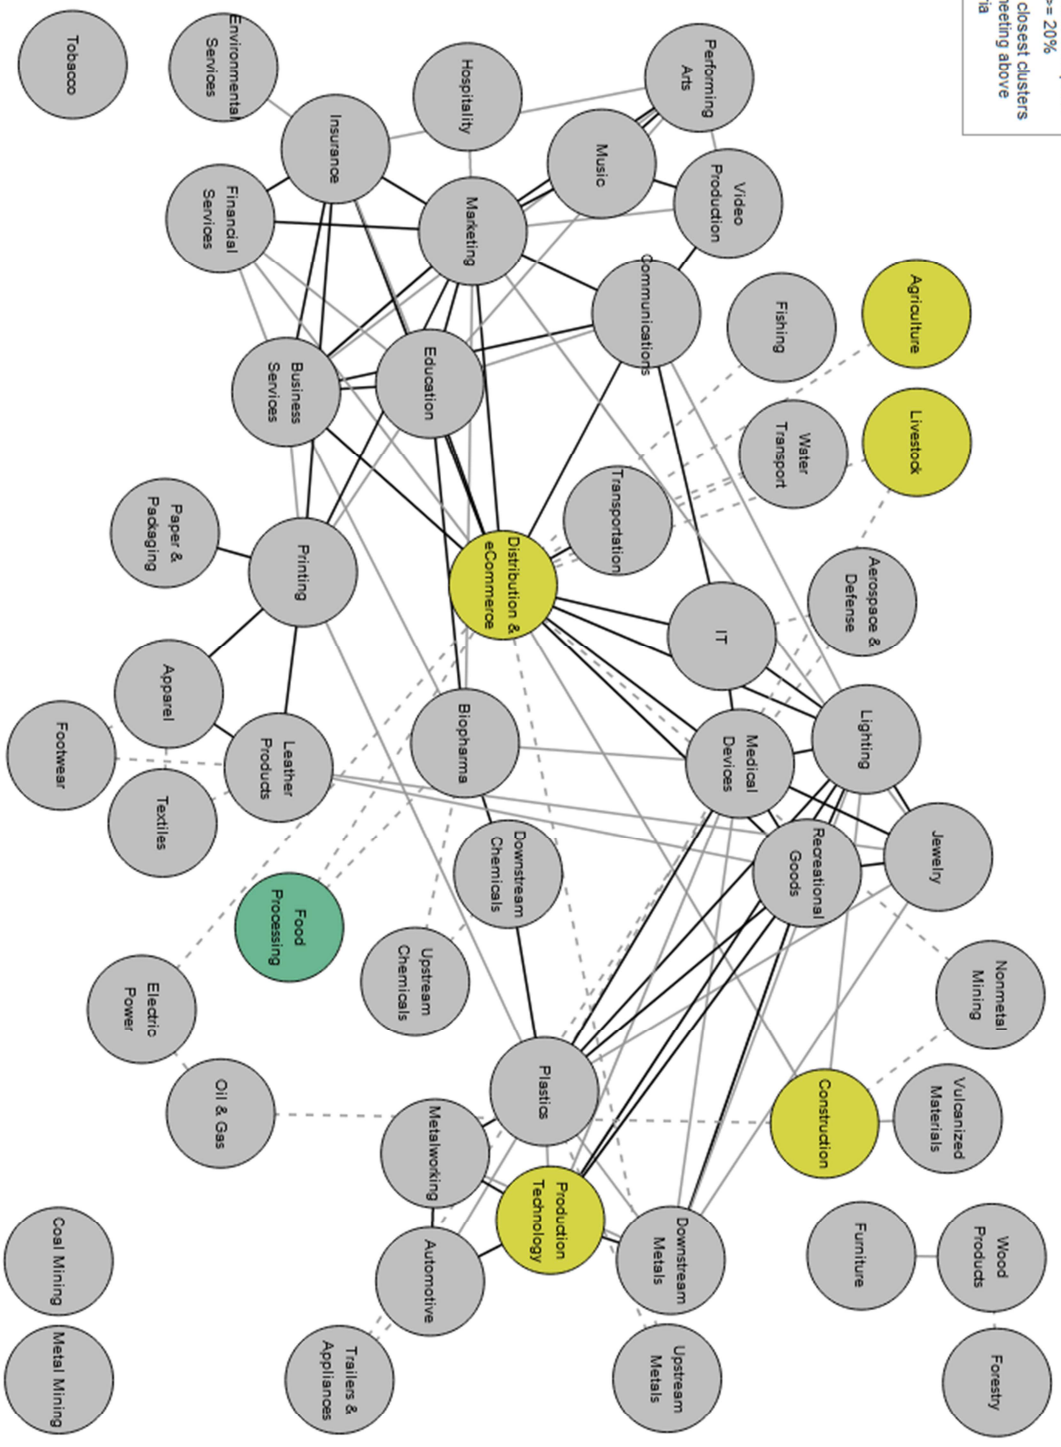 >= 20%
closest clusters
meeting above
ria
Agriculture
Livestock
Jewelry
Nonmetal
Mining
Vulcanized
Materials
Wood
Products
Forestry
Fishing
Water
Transport
Aerospace &
Defense
Lighting
Recreational
Goods
Construction
Furniture
Performing
Arts
Video
Production
IT
Medical
Devices
Music
Communications
Transportation
Downstream
Metals
Upstream
Metals
Hospitality
Marketing
Education
Distribution &
eCommerce
Biopharma
Downstream
Chemicals
Plastics
Production
Technology
Upstream
Chemicals
Metalworking
Automotive
Insurance
Business
Services
Printing
Leather
Products
Food
Processing
Trailers &
Appliances
Environmental
Services
Financial
Services
Paper &
Packaging
Apparel
Textiles
Electric
Power
Oil & Gas
Tobacco
Footwear
Coal Mining
Metal Mining